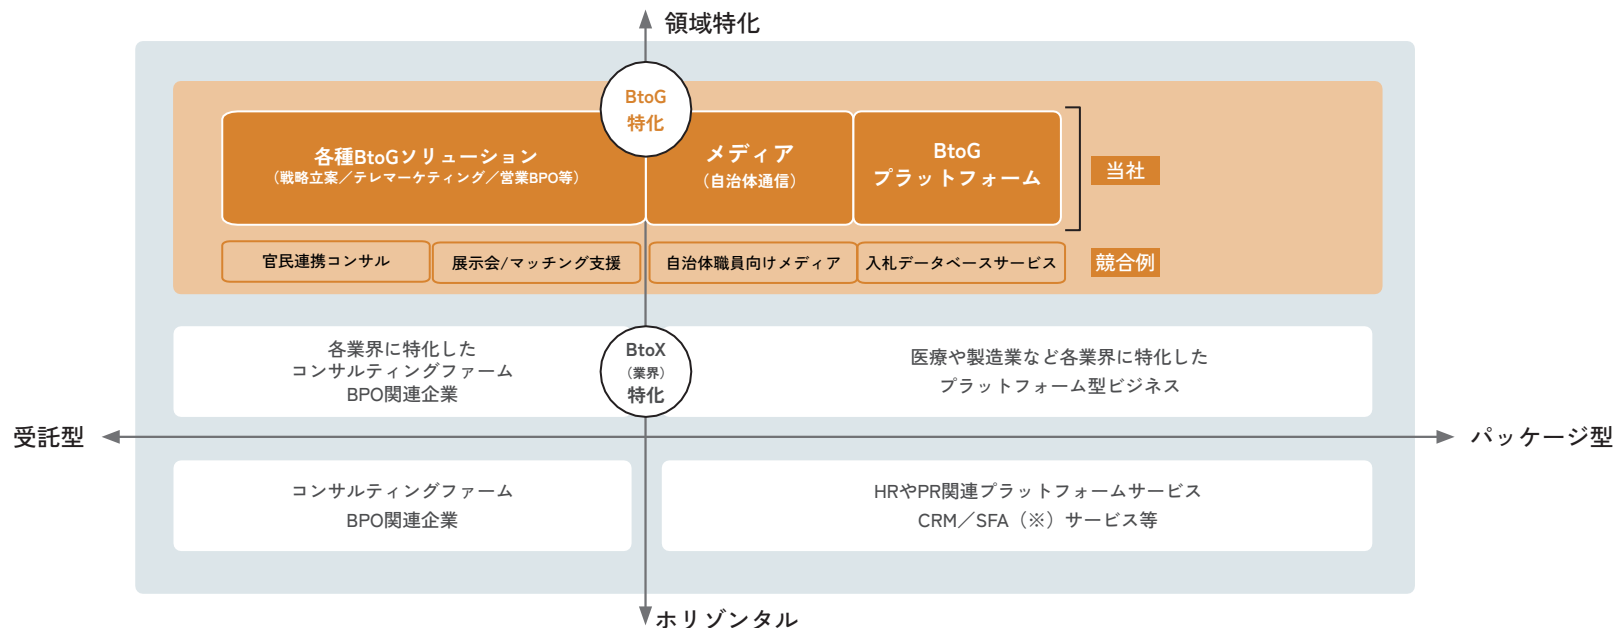 領域特化
BtoG
特化
各種BtoGソリューション
（戦略立案／テレマーケティング／営業BPO等）
メディア
（自治体通信）
BtoG
プラットフォーム
当社
官民連携コンサル
展示会/マッチング支援
自治体職員向けメディア
入札データベースサービス
競合例
各業界に特化した
コンサルティングファーム
BPO関連企業
BtoX
（業界）
特化
医療や製造業など各業界に特化した
プラットフォーム型ビジネス
受託型
パッケージ型
コンサルティングファーム
BPO関連企業
HRやPR関連プラットフォームサービス
CRM／SFA（※）サービス等
ホリゾンタル